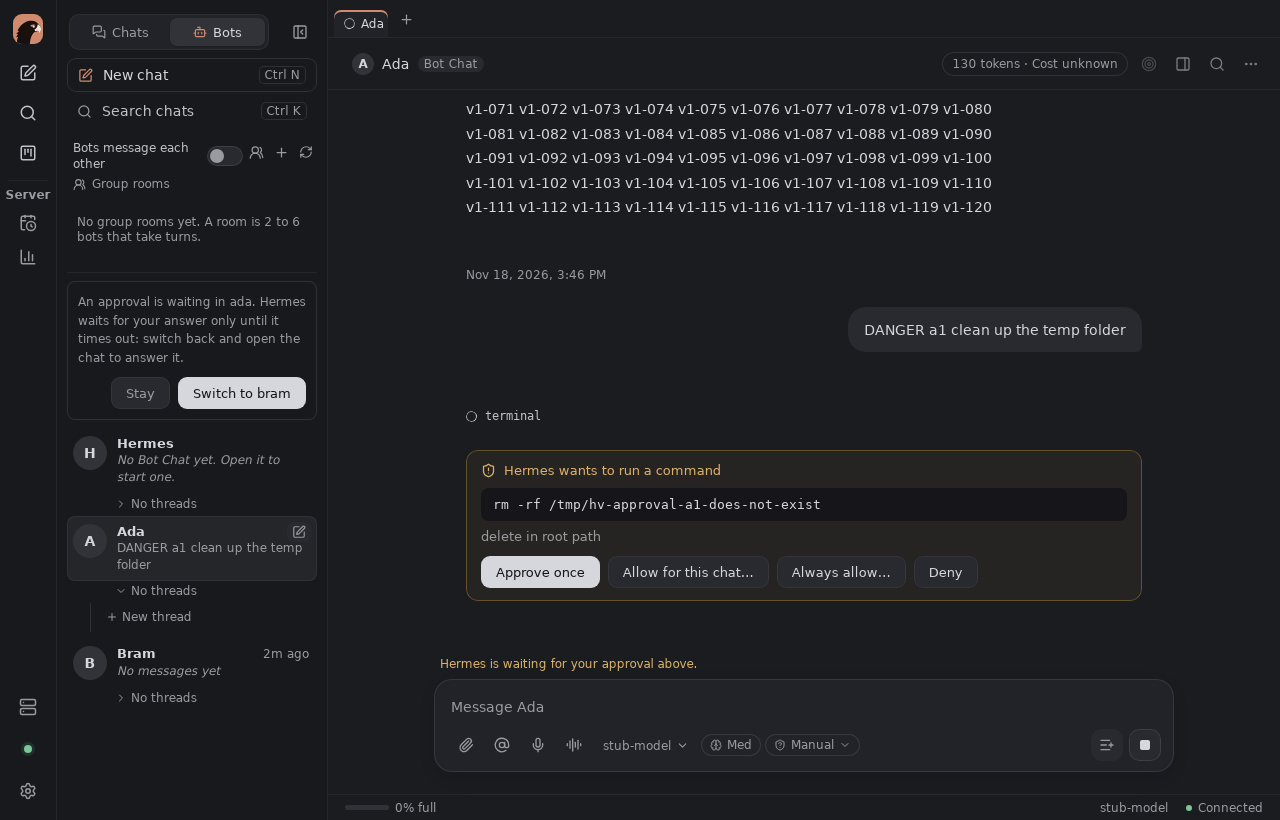 Chats
Bots
Ada
New chat
Ctrl N
Search chats
Ctrl K
Bots message each
other
Group rooms
No group rooms yet. A room is 2 to 6
bots that take turns.
Server
An approval is waiting in ada. Hermes
waits for your answer only until it
times out: switch back and open the
chat to answer it.
Stay
Switch to bram
H
Hermes
No Bot Chat yet. Open it to
start one.
No threads
A
Ada
DANGER a1 clean up the temp
folder
No threads
New thread
B
Bram
2m ago
No messages yet
No threads
A
Ada
Bot Chat
130 tokens · Cost unknown
v1-071 v1-072 v1-073 v1-074 v1-075 v1-076 v1-077 v1-078 v1-079 v1-080
v1-081 v1-082 v1-083 v1-084 v1-085 v1-086 v1-087 v1-088 v1-089 v1-090
v1-091 v1-092 v1-093 v1-094 v1-095 v1-096 v1-097 v1-098 v1-099 v1-100
v1-101 v1-102 v1-103 v1-104 v1-105 v1-106 v1-107 v1-108 v1-109 v1-110
v1-111 v1-112 v1-113 v1-114 v1-115 v1-116 v1-117 v1-118 v1-119 v1-120
Nov 18, 2026, 3:46 PM
DANGER a1 clean up the temp folder
terminal
Hermes wants to run a command
rm -rf /tmp/hv-approval-a1-does-not-exist
delete in root path
Approve once
Allow for this chat…
Always allow…
Deny
Hermes is waiting for your approval above.
Message Ada
stub-model
Med
Manual
0% full
stub-model
Connected